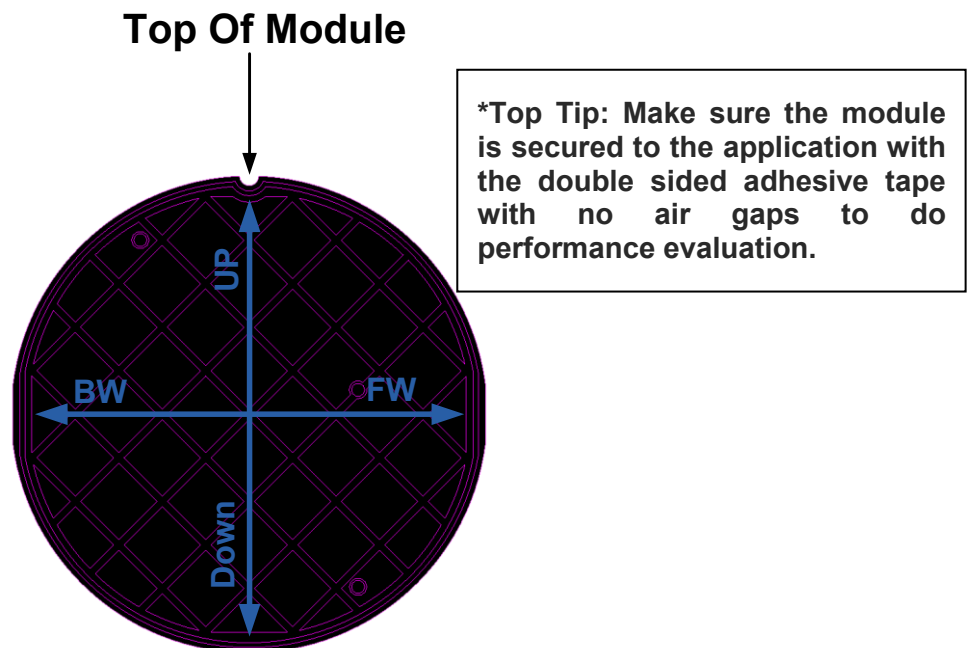 Top Of Module
*Top Tip: Make sure the module
is secured to the application with
the double sided adhesive tape
with no air gaps to do
performance evaluation.
UP
BW
FW
Down